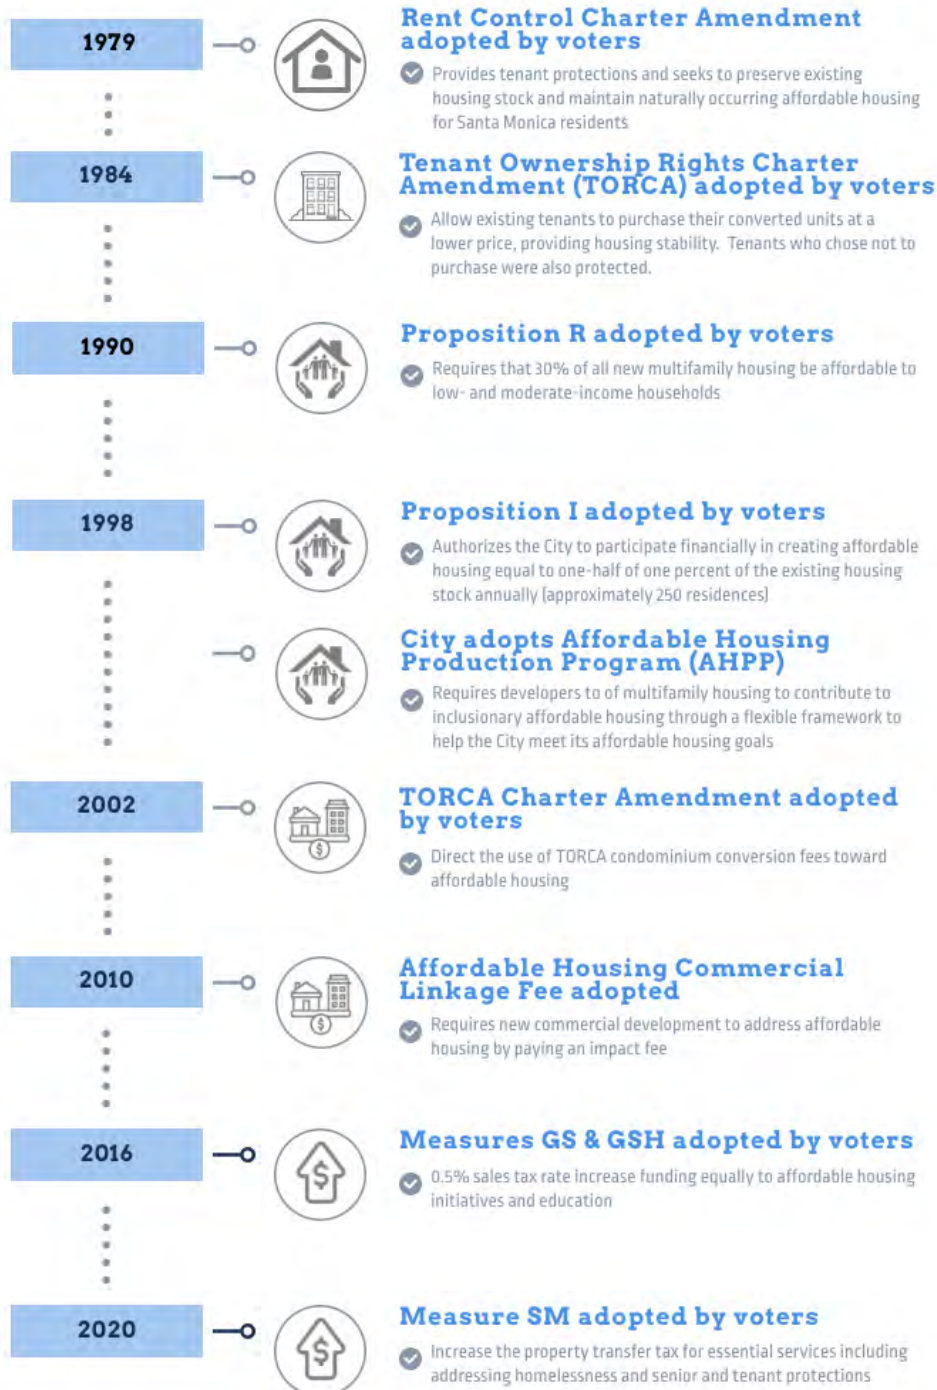 1979
Rent Control Charter Amendment
adopted by voters
Provides tenant protections and seeks to preserve existing
housing stock and maintain naturally occurring affordable housing
for Santa Monica residents
1984
Tenant Ownership Rights Charter
Amendment (TORCA) adopted by voters
Allow existing tenants to purchase their converted units at a
lower price, providing housing stability. Tenants who chose not to
purchase were also protected.
1990
Proposition R adopted by voters
Requires that 30% of all new multifamily housing be affordable to
low- and moderate-income households
1998
Proposition I adopted by voters
Authorizes the City to participate financially in creating affordable
housing equal to one-half of one percent of the existing housing
stock annually (approximately 250 residences)
City adopts Affordable Housing
Production Program (AHPP)
Requires developers to of multifamily housing to contribute to
inclusionary affordable housing through a flexible framework to
help the City meet its affordable housing goals
2002
TORCA Charter Amendment adopted
by voters
Direct the use of TORCA condominium conversion fees toward
affordable housing
2010
Affordable Housing Commercial
Linkage Fee adopted
Requires new commercial development to address affordable
housing by paying an impact fee
2016
Measures GS & GSH adopted by voters
0.5% sales tax rate increase funding equally to affordable housing
initiatives and education
2020
Measure SM adopted by voters
Increase the property transfer tax for essential services including
addressing homelessness and senior and tenant protections